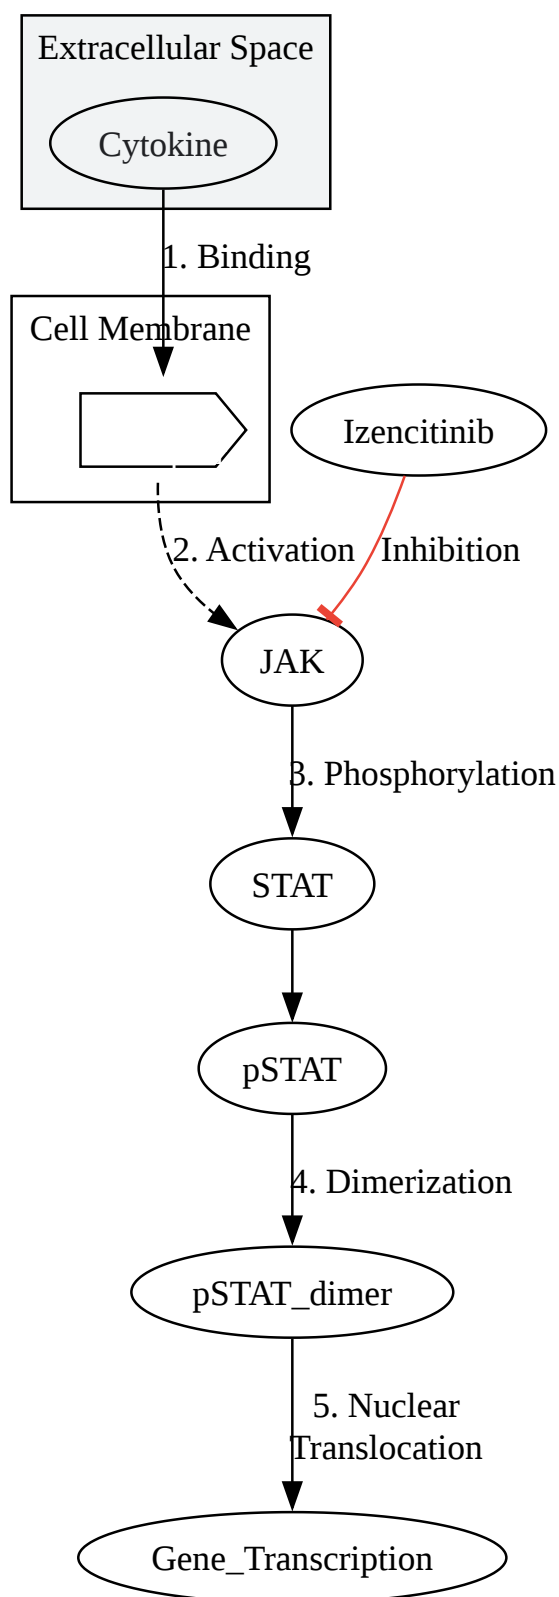 Extracellular Space
Cytokine
1. Binding
Cell Membrane
Izencitinib
2. Activation
Inhibition
JAK
3. Phosphorylation
STAT
pSTAT
4. Dimerization
pSTAT_dimer
5. Nuclear
Translocation
Gene_Transcription